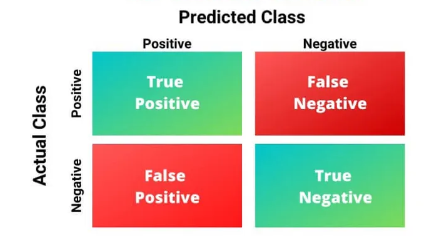 Predicted Class
Positive
Negative
Actual Class
Positive
True
Positive
False
Negative
Negative
False
Positive
True
Negative